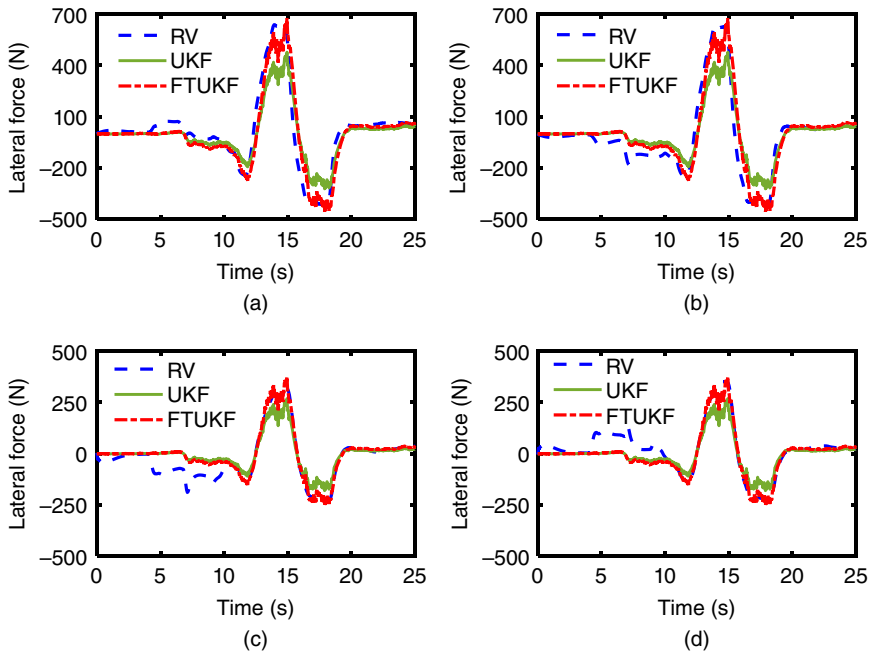 700
400
100
−200
−500
Lateral force (N)
RV
UKF
FTUKF
0 5 10 15 20 25
Time (s)
(a)
700
400
100
−200
−500
Lateral force (N)
RV
UKF
FTUKF
0 5 10 15 20 25
Time (s)
(b)
500
250
0
−250
−500
Lateral force (N)
RV
UKF
FTUKF
0 5 10 15 20 25
Time (s)
(c)
500
250
0
−250
−500
Lateral force (N)
RV
UKF
FTUKF
0 5 10 15 20 25
Time (s)
(d)